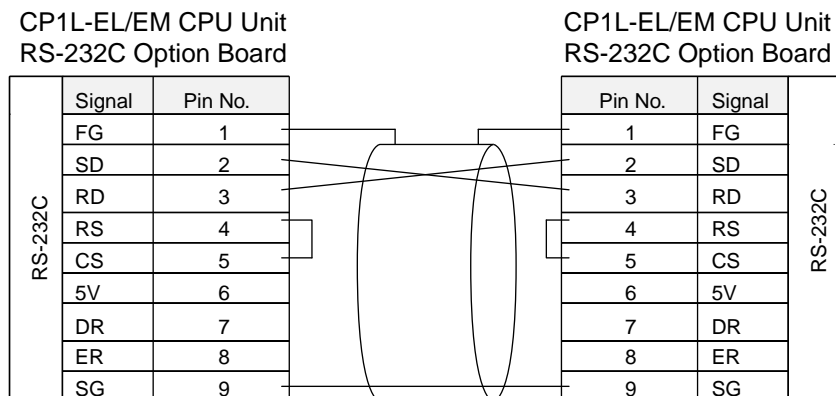 CP1L-EL/EM CPU Unit
RS-232C Option Board
CP1L-EL/EM CPU Unit
RS-232C Option Board
RS-232C
Signal Pin No.
FG 1
SD 2
RD 3
RS 4
CS 5
5V 6
DR 7
ER 8
SG 9
Pin No. Signal
1 FG
2 SD
3 RD
4 RS
5 CS
6 5V
7 DR
8 ER
9 SG
RS-232C